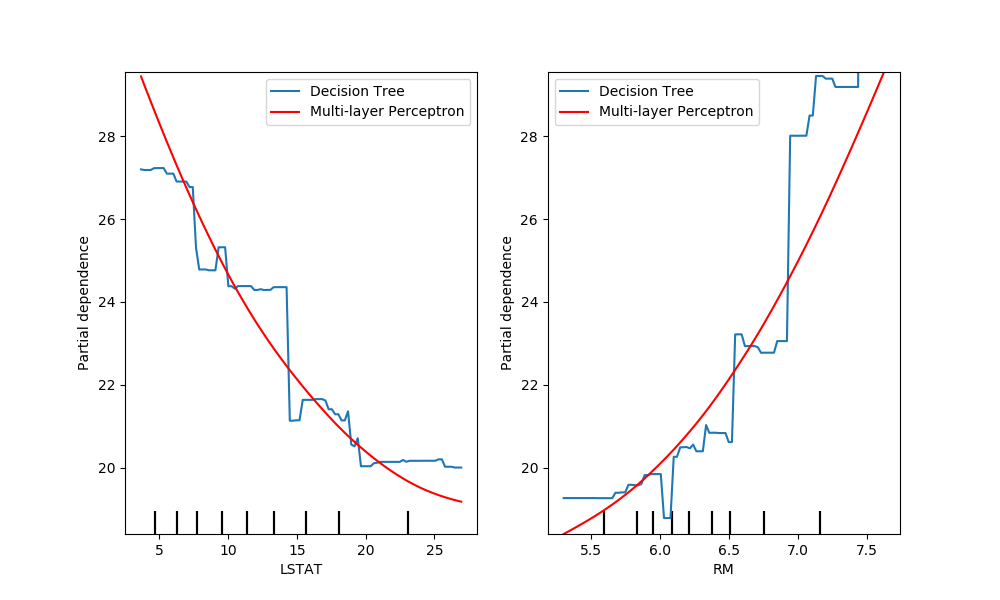 Decision Tree
Multi-layer Perceptron
28
26
24
22
20
Partial dependence
5 10 15 20 25
LSTAT
Decision Tree
Multi-layer Perceptron
28
26
24
22
20
Partial dependence
5.5 6.0 6.5 7.0 7.5
RM